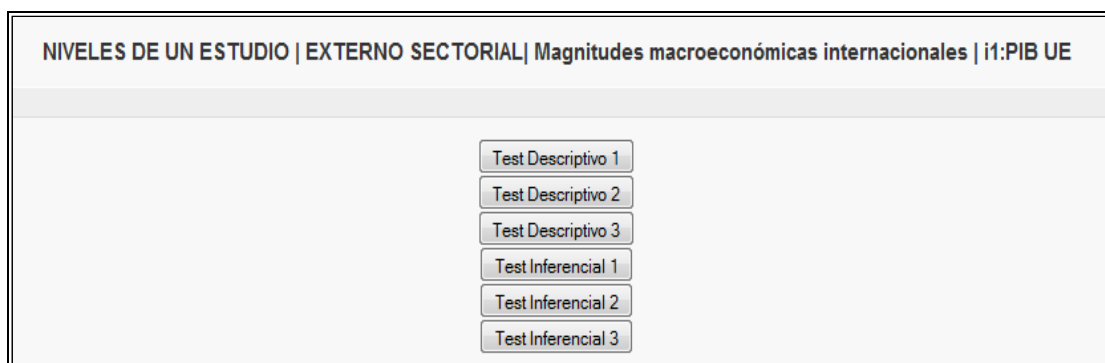 NIVELES DE UN ESTUDIO | EXTERNO SECTORIAL| Magnitudes macroeconómicas internacionales | i1:PIB UE
Test Descriptivo 1
Test Descriptivo 2
Test Descriptivo 3
Test Inferencial 1
Test Inferencial 2
Test Inferencial 3